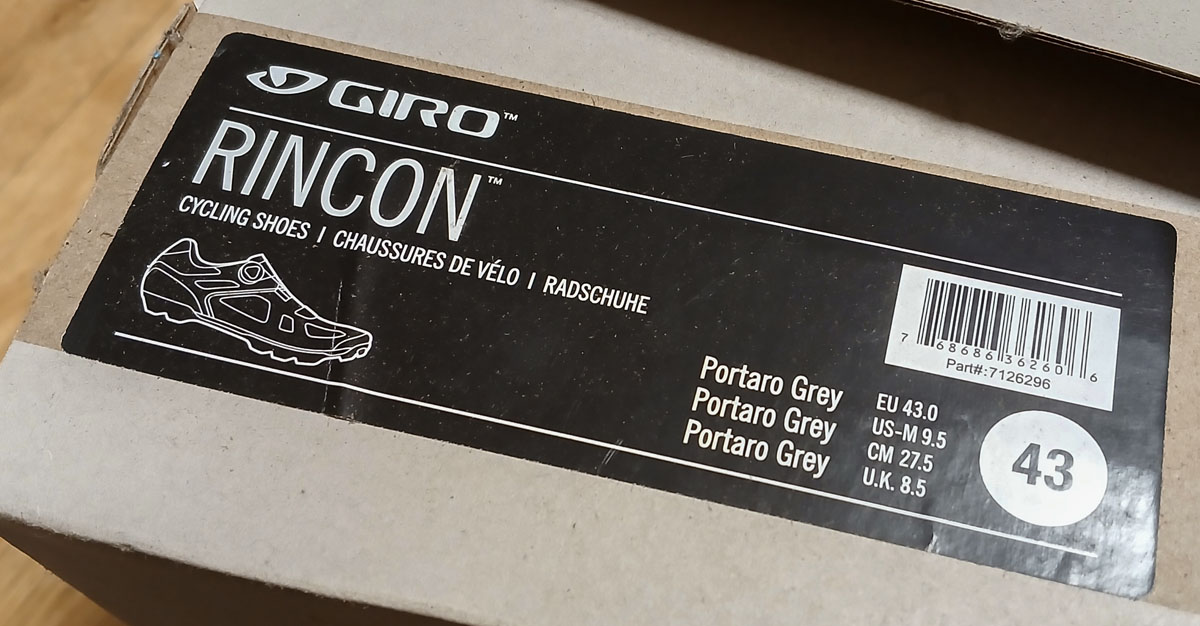 GIRO™
RINCON™
CYCLING SHOES | CHAUSSURES DE VÉLO | RADSCHUHE
7 68686 36260 6
Part#:7126296
Portaro Grey
Portaro Grey
Portaro Grey
EU 43.0
US-M 9.5
CM 27.5
U.K. 8.5
43